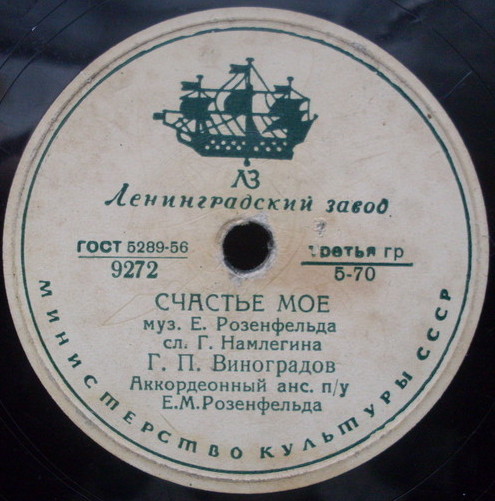 ЛЗ
Ленинградский завод
ГОСТ 5289-56
9272
третья гр
5-70
СЧАСТЬЕ МОЕ
муз. Е. Розенфельда
сл. Г. Намлегина
Г. П. Виноградов
Аккордеонный анс. п/у
Е.М.Розенфельда
МИНИСТЕРСТВО КУЛЬТУРЫ СССР